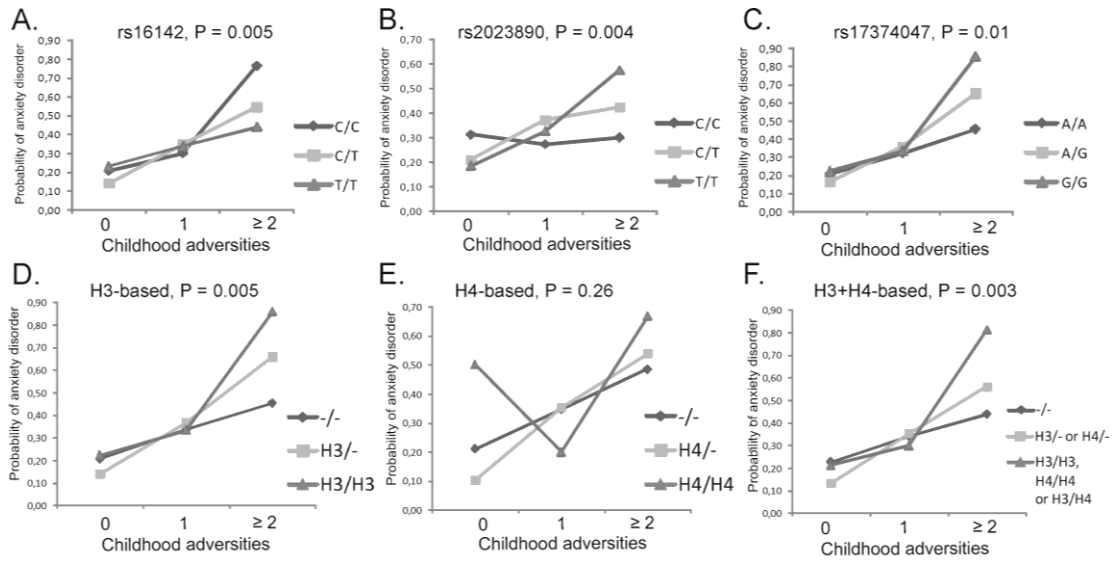 A.
rs16142, P = 0.005
Probability of anxiety disorder
0,90
0,80
0,70
0,60
0,50
0,40
0,30
0,20
0,10
0,00
0
1
≥ 2
Childhood adversities
C/C
C/T
T/T
B.
rs2023890, P = 0.004
Probability of anxiety disorder
0,70
0,60
0,50
0,40
0,30
0,20
0,10
0,00
0
1
≥ 2
Childhood adversities
C/C
C/T
T/T
C.
rs17374047, P = 0.01
Probability of anxiety disorder
0,90
0,80
0,70
0,60
0,50
0,40
0,30
0,20
0,10
0,00
0
1
≥ 2
Childhood adversities
A/A
A/G
G/G
D.
H3-based, P = 0.005
Probability of anxiety disorder
0,90
0,80
0,70
0,60
0,50
0,40
0,30
0,20
0,10
0,00
0
1
≥ 2
Childhood adversities
-/-
H3/-
H3/H3
E.
H4-based, P = 0.26
Probability of anxiety disorder
0,70
0,60
0,50
0,40
0,30
0,20
0,10
0,00
0
1
≥ 2
Childhood adversities
-/-
H4/-
H4/H4
F.
H3+H4-based, P = 0.003
Probability of anxiety disorder
0,90
0,80
0,70
0,60
0,50
0,40
0,30
0,20
0,10
0,00
0
1
≥ 2
Childhood adversities
-/-
H3/- or H4/-
H3/H3,
H4/H4
or H3/H4